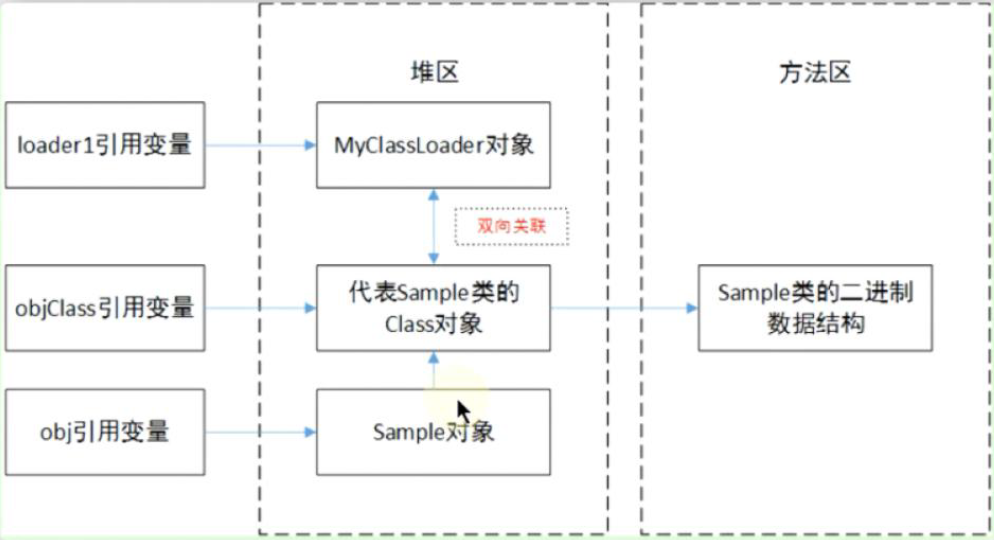 堆区
方法区
loader1引用变量
MyClassLoader对象
双向关联
objClass引用变量
代表Sample类的
Class对象
Sample类的二进制
数据结构
obj引用变量
Sample对象